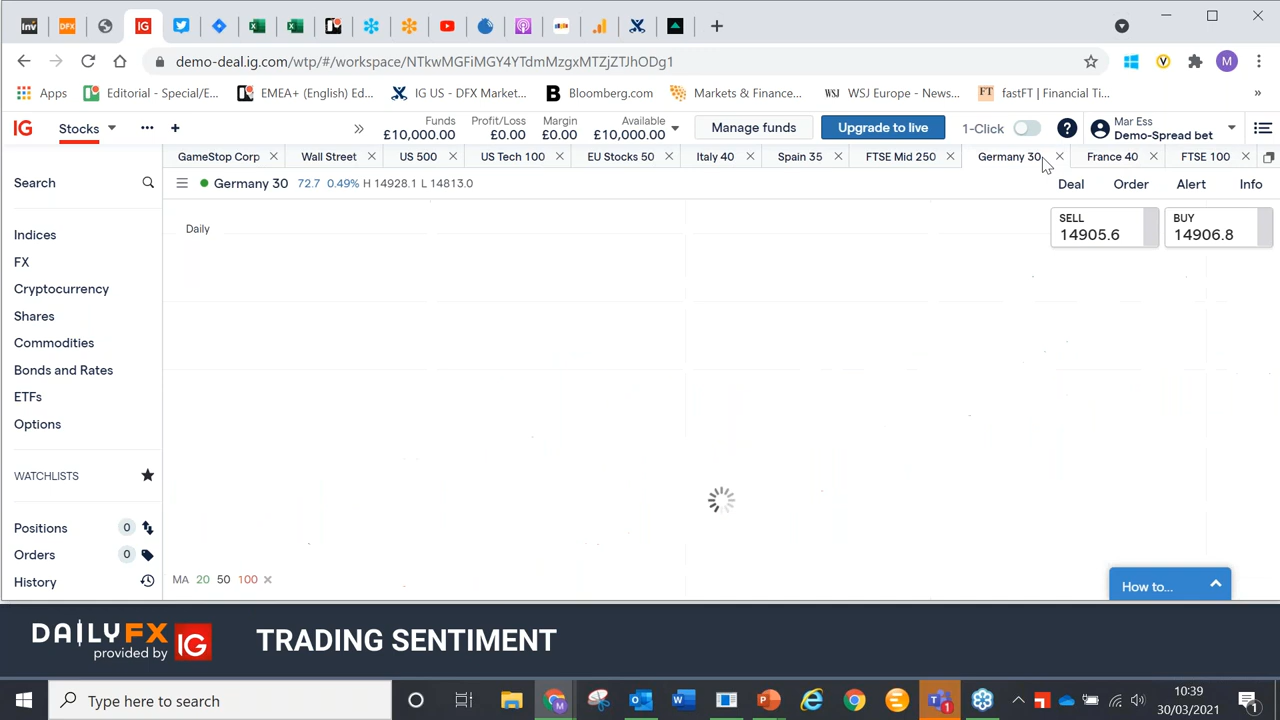 demo-deal.ig.com/wtp/#/workspace/NTkwMGFiMGY4YTdmMzgxMTZjZTJhODg1
Apps Editorial - Special/E... EMEA+ (English) Ed... IG US - DFX Market... Bloomberg.com Markets & Finance... WSJ Europe - News... fastFT | Financial Ti...
IG Stocks Funds £10,000.00 Profit/Loss £0.00 Margin £0.00 Available £10,000.00 Manage funds Upgrade to live 1-Click Mar Ess Demo-Spread bet
GameStop Corp Wall Street US 500 US Tech 100 EU Stocks 50 Italy 40 Spain 35 FTSE Mid 250 Germany 30 France 40 FTSE 100
Search
Germany 30 72.7 0.49% H 14928.1 L 14813.0 Deal Order Alert Info
Daily
SELL 14905.6 BUY 14906.8
Indices
FX
Cryptocurrency
Shares
Commodities
Bonds and Rates
ETFs
Options
WATCHLISTS
Positions 0
Orders 0
History
MA 20 50 100
How to...
DAILYFX provided by IG
TRADING SENTIMENT
Type here to search
10:39
30/03/2021